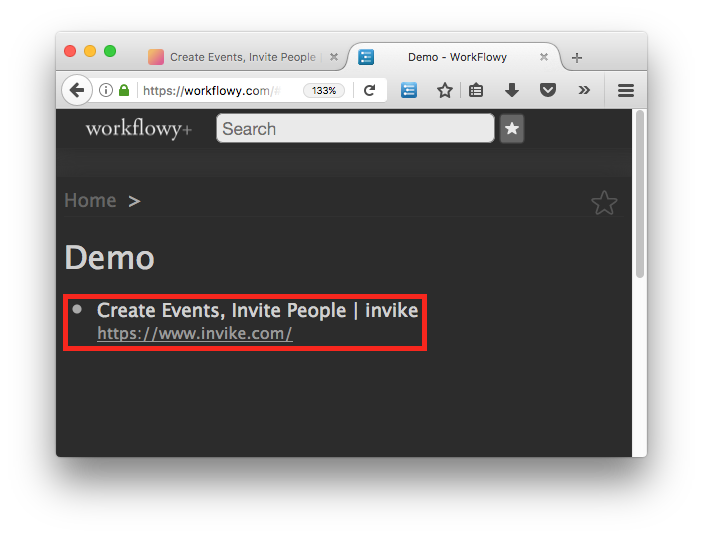 Create Events, Invite People
Demo - WorkFlowy
https://workflowy.com/#
133%
workflowy+
Search
Home >
Demo
Create Events, Invite People | invike
https://www.invike.com/